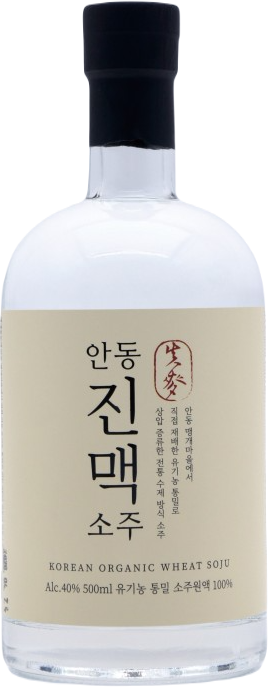 안동
진맥
소주
眞麥
안동 맹개마을에서
직접 재배한 유기농 통밀로
상압 증류한 전통 수제 방식 소주
KOREAN ORGANIC WHEAT SOJU
Alc.40% 500ml 유기농 통밀 소주원액 100%